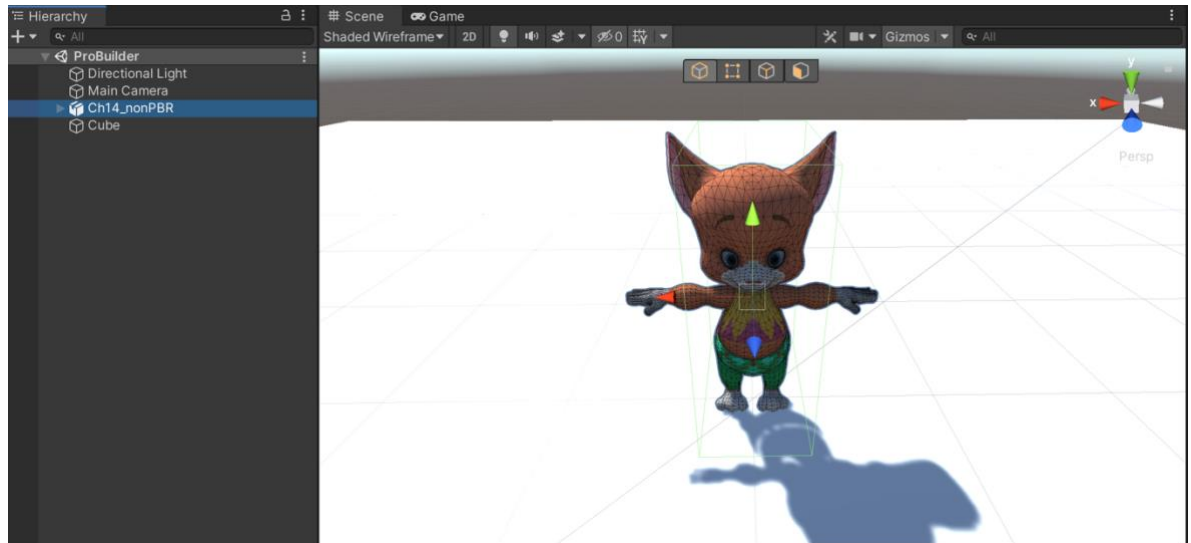 Hierarchy
All
ProBuilder
Directional Light
Main Camera
Ch14_nonPBR
Cube
Scene Game
Shaded Wireframe 2D 0 Gizmos All
y
x
Persp